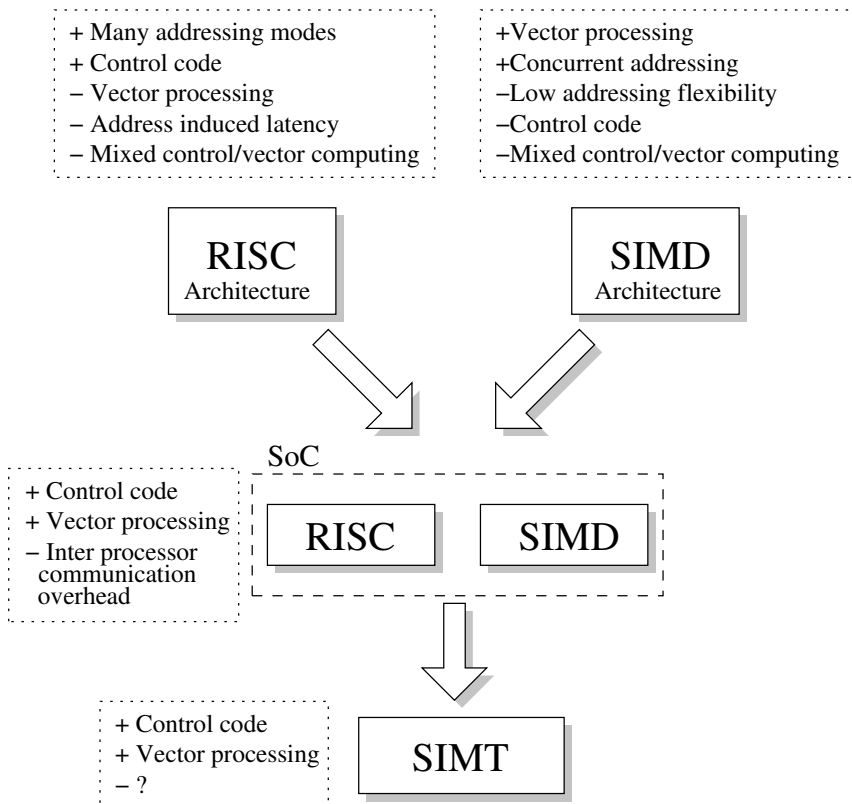 + Many addressing modes
+ Control code
− Vector processing
− Address induced latency
− Mixed control/vector computing
+Vector processing
+Concurrent addressing
−Low addressing flexibility
−Control code
−Mixed control/vector computing
RISC
Architecture
SIMD
Architecture
SoC
+ Control code
+ Vector processing
− Inter processor
communication
overhead
RISC
SIMD
+ Control code
+ Vector processing
− ?
SIMT